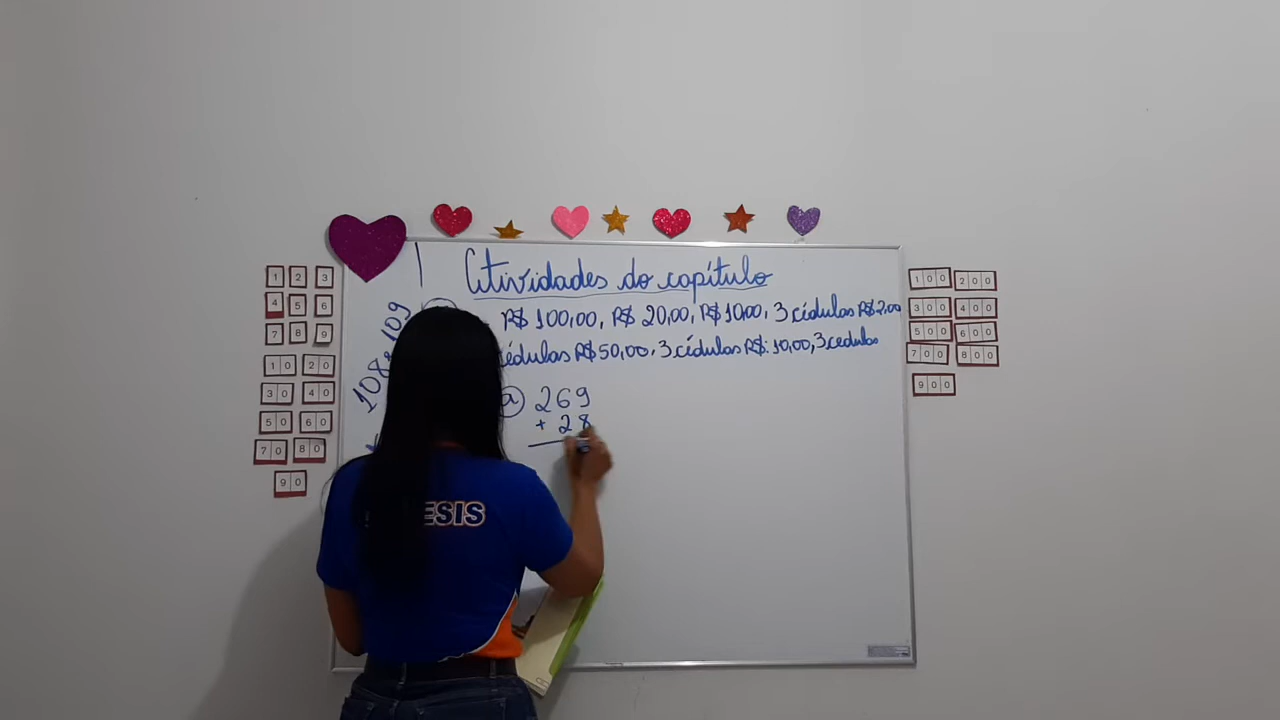 Atividades do capítulo
108 e 109
R$ 100,00, R$ 20,00, R$ 10,00, 3 cédulas R$ 2,00
cédulas R$ 50,00, 3 cédulas R$: 10,00, 3 cedulas
a 269
+ 28
ESIS
1 2 3
4 5 6
7 8 9
10 20
30 40
50 60
70 80
90
100 200
300 400
500 600
700 800
900